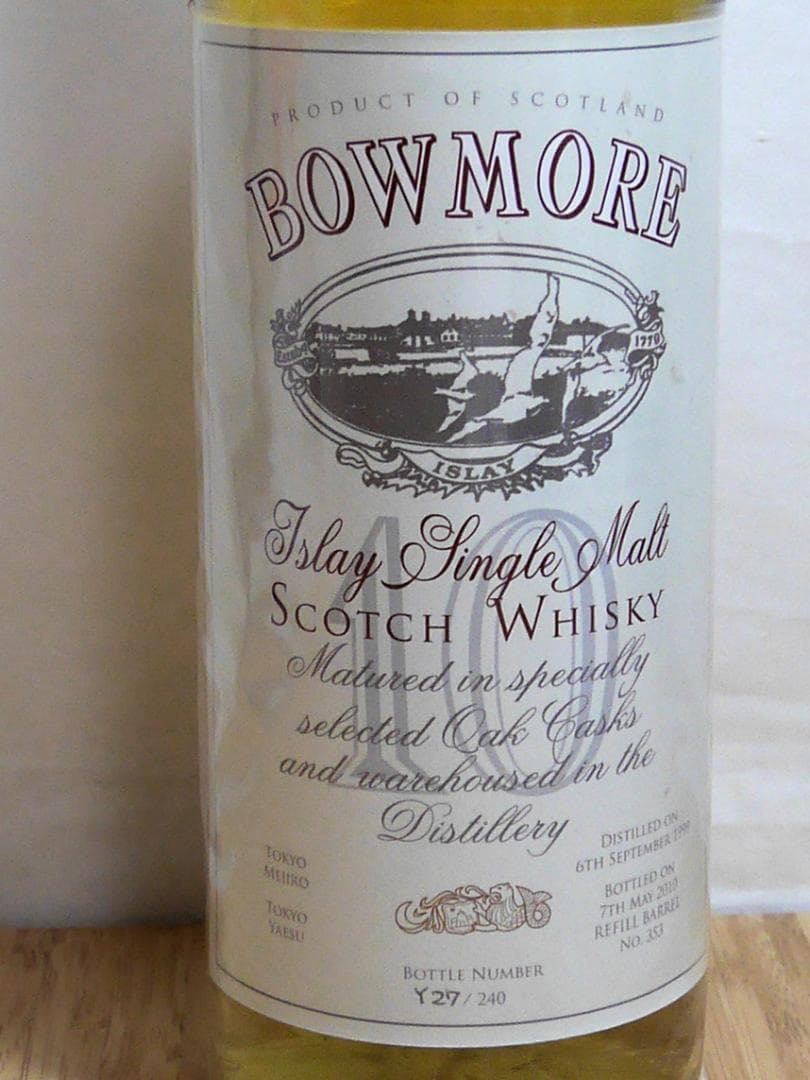 PRODUCT OF SCOTLAND
BOWMORE
1779
ISLAY
10
Islay Single Malt
SCOTCH WHISKY
Matured in specially
selected Oak Casks
and warehoused in the
Distillery
TOKYO
MEJIRO
TOKYO
YAESU
DISTILLED ON
6TH SEPTEMBER 1999
BOTTLED ON
7TH MAY 2010
REFILL BARREL
NO. 353
BOTTLE NUMBER
Y27 / 240